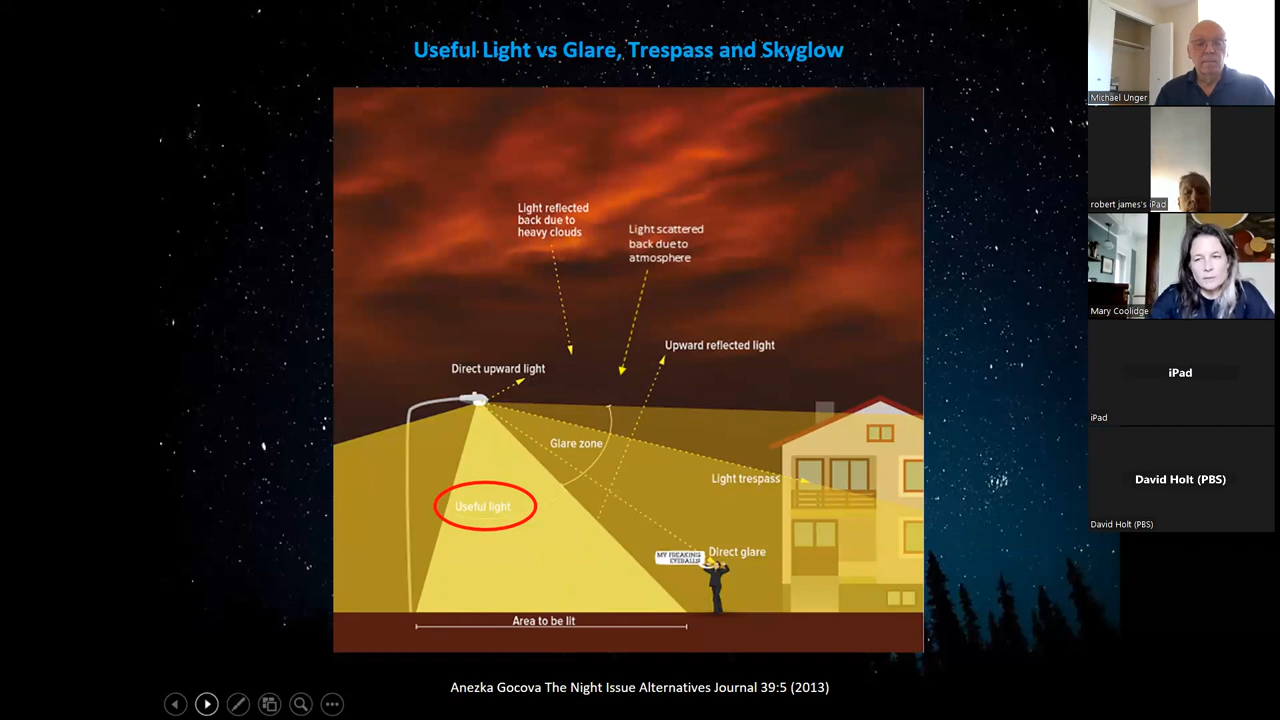 Useful Light vs Glare, Trespass and Skyglow
Light reflected
back due to
heavy clouds
Light scattered
back due to
atmosphere
Upward reflected light
Direct upward light
Glare zone
Light trespass
Useful light
MY FREAKING
EYEBALLS
Direct glare
Area to be lit
Anezka Gocova The Night Issue Alternatives Journal 39:5 (2013)
Michael Unger
robert james's iPad
Mary Coolidge
iPad
iPad
David Holt (PBS)
David Holt (PBS)